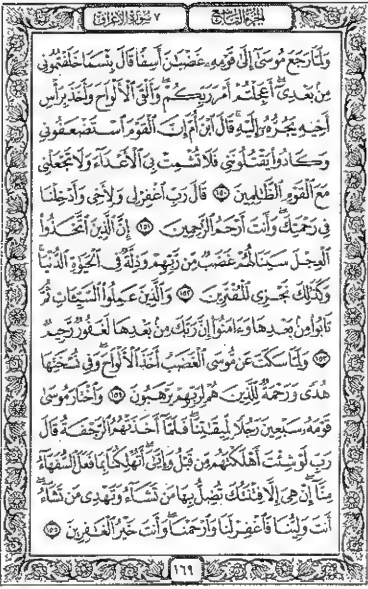 الجزء التاسع
٧ سورة الأعراف
وَلَمَّا رَجَعَ مُوسَىٰٓ إِلَىٰ قَوْمِهِۦ غَضْبَٰنَ أَسِفًا قَالَ بِئْسَمَا خَلَفْتُمُونِى
مِنۢ بَعْدِىٓ أَعَجِلْتُمْ أَمْرَ رَبِّكُمْ وَأَلْقَى ٱلْأَلْوَاحَ وَأَخَذَ بِرَأْسِ
أَخِيهِ يَجُرُّهُۥٓ إِلَيْهِ قَالَ ٱبْنَ أُمَّ إِنَّ ٱلْقَوْمَ ٱسْتَضْعَفُونِى
وَكَادُوا۟ يَقْتُلُونَنِى فَلَا تُشْمِتْ بِىَ ٱلْأَعْدَآءَ وَلَا تَجْعَلْنِى
مَعَ ٱلْقَوْمِ ٱلظَّٰلِمِينَ ١٥٠ قَالَ رَبِّ ٱغْفِرْ لِى وَلِأَخِى وَأَدْخِلْنَا
فِى رَحْمَتِكَ وَأَنتَ أَرْحَمُ ٱلرَّٰحِمِينَ ١٥١ إِنَّ ٱلَّذِينَ ٱتَّخَذُوا۟
ٱلْعِجْلَ سَيَنَالُهُمْ غَضَبٌ مِّن رَّبِّهِمْ وَذِلَّةٌ فِى ٱلْحَيَوٰةِ ٱلدُّنْيَا
وَكَذَٰلِكَ نَجْزِى ٱلْمُفْتَرِينَ ١٥٢ وَٱلَّذِينَ عَمِلُوا۟ ٱلسَّيِّـَٔاتِ ثُمَّ
تَابُوا۟ مِنۢ بَعْدِهَا وَءَامَنُوٓا۟ إِنَّ رَبَّكَ مِنۢ بَعْدِهَا لَغَفُورٌ رَّحِيمٌ
١٥٣ وَلَمَّا سَكَتَ عَن مُّوسَى ٱلْغَضَبُ أَخَذَ ٱلْأَلْوَاحَ وَفِى نُسْخَتِهَا
هُدًى وَرَحْمَةٌ لِّلَّذِينَ هُمْ لِرَبِّهِمْ يَرْهَبُونَ ١٥٤ وَٱخْتَارَ مُوسَىٰ
قَوْمَهُۥ سَبْعِينَ رَجُلًا لِّمِيقَٰتِنَا فَلَمَّآ أَخَذَتْهُمُ ٱلرَّجْفَةُ قَالَ
رَبِّ لَوْ شِئْتَ أَهْلَكْتَهُم مِّن قَبْلُ وَإِيَّٰىَ أَتُهْلِكُنَا بِمَا فَعَلَ ٱلسُّفَهَآءُ
مِنَّآ إِنْ هِىَ إِلَّا فِتْنَتُكَ تُضِلُّ بِهَا مَن تَشَآءُ وَتَهْدِى مَن تَشَآءُ
أَنتَ وَلِيُّنَا فَٱغْفِرْ لَنَا وَٱرْحَمْنَا وَأَنتَ خَيْرُ ٱلْغَٰفِرِينَ ١٥٥
١٦٩